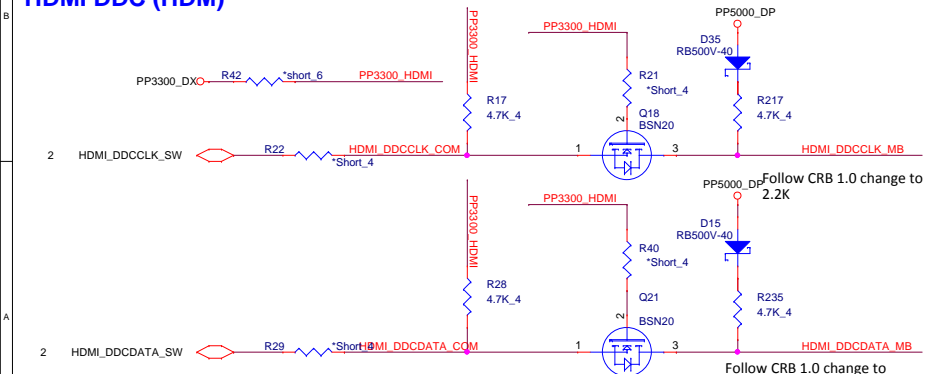 HDMI DDC (HDM)
B
PP5000_DP
PP3300_HDMI
PP3300_HDMI
D35
RB500V-40
PP3300_DX
R42
*short_6
PP3300_HDMI
R21
*Short_4
R17
4.7K_4
R217
4.7K_4
2
Q18
BSN20
2
HDMI_DDCCLK_SW
R22
*Short_4
HDMI_DDCCLK_COM
1
3
HDMI_DDCCLK_MB
Follow CRB 1.0 change to
2.2K
PP5000_DP
PP3300_HDMI
PP3300_HDMI
D15
RB500V-40
R40
*Short_4
R28
4.7K_4
R235
4.7K_4
2
Q21
BSN20
A
2
HDMI_DDCDATA_SW
R29
*Short_4
HDMI_DDCDATA_COM
1
3
HDMI_DDCDATA_MB
Follow CRB 1.0 change to